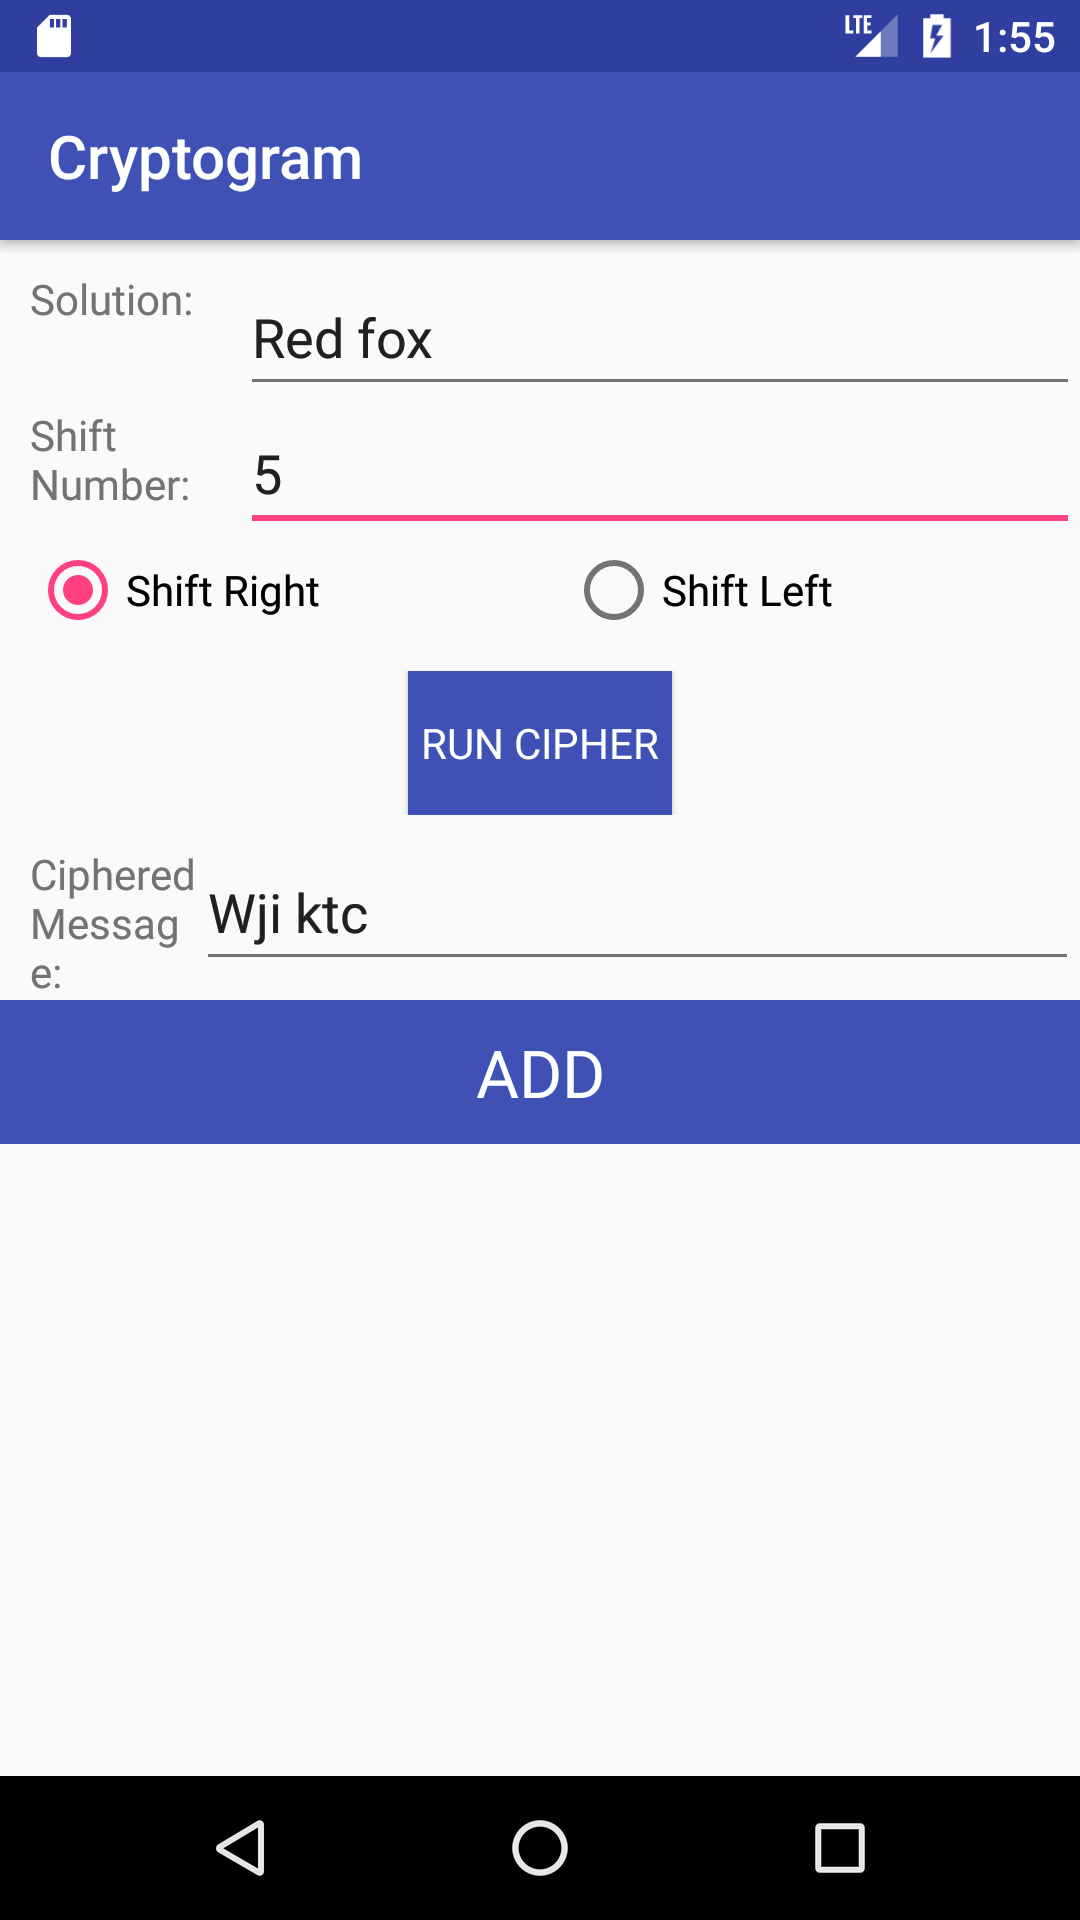 LTE 1:55
Cryptogram
Solution:
Red fox
Shift
Number:
5
Shift Right
Shift Left
RUN CIPHER
Ciphered
Messag
e:
Wji ktc
ADD